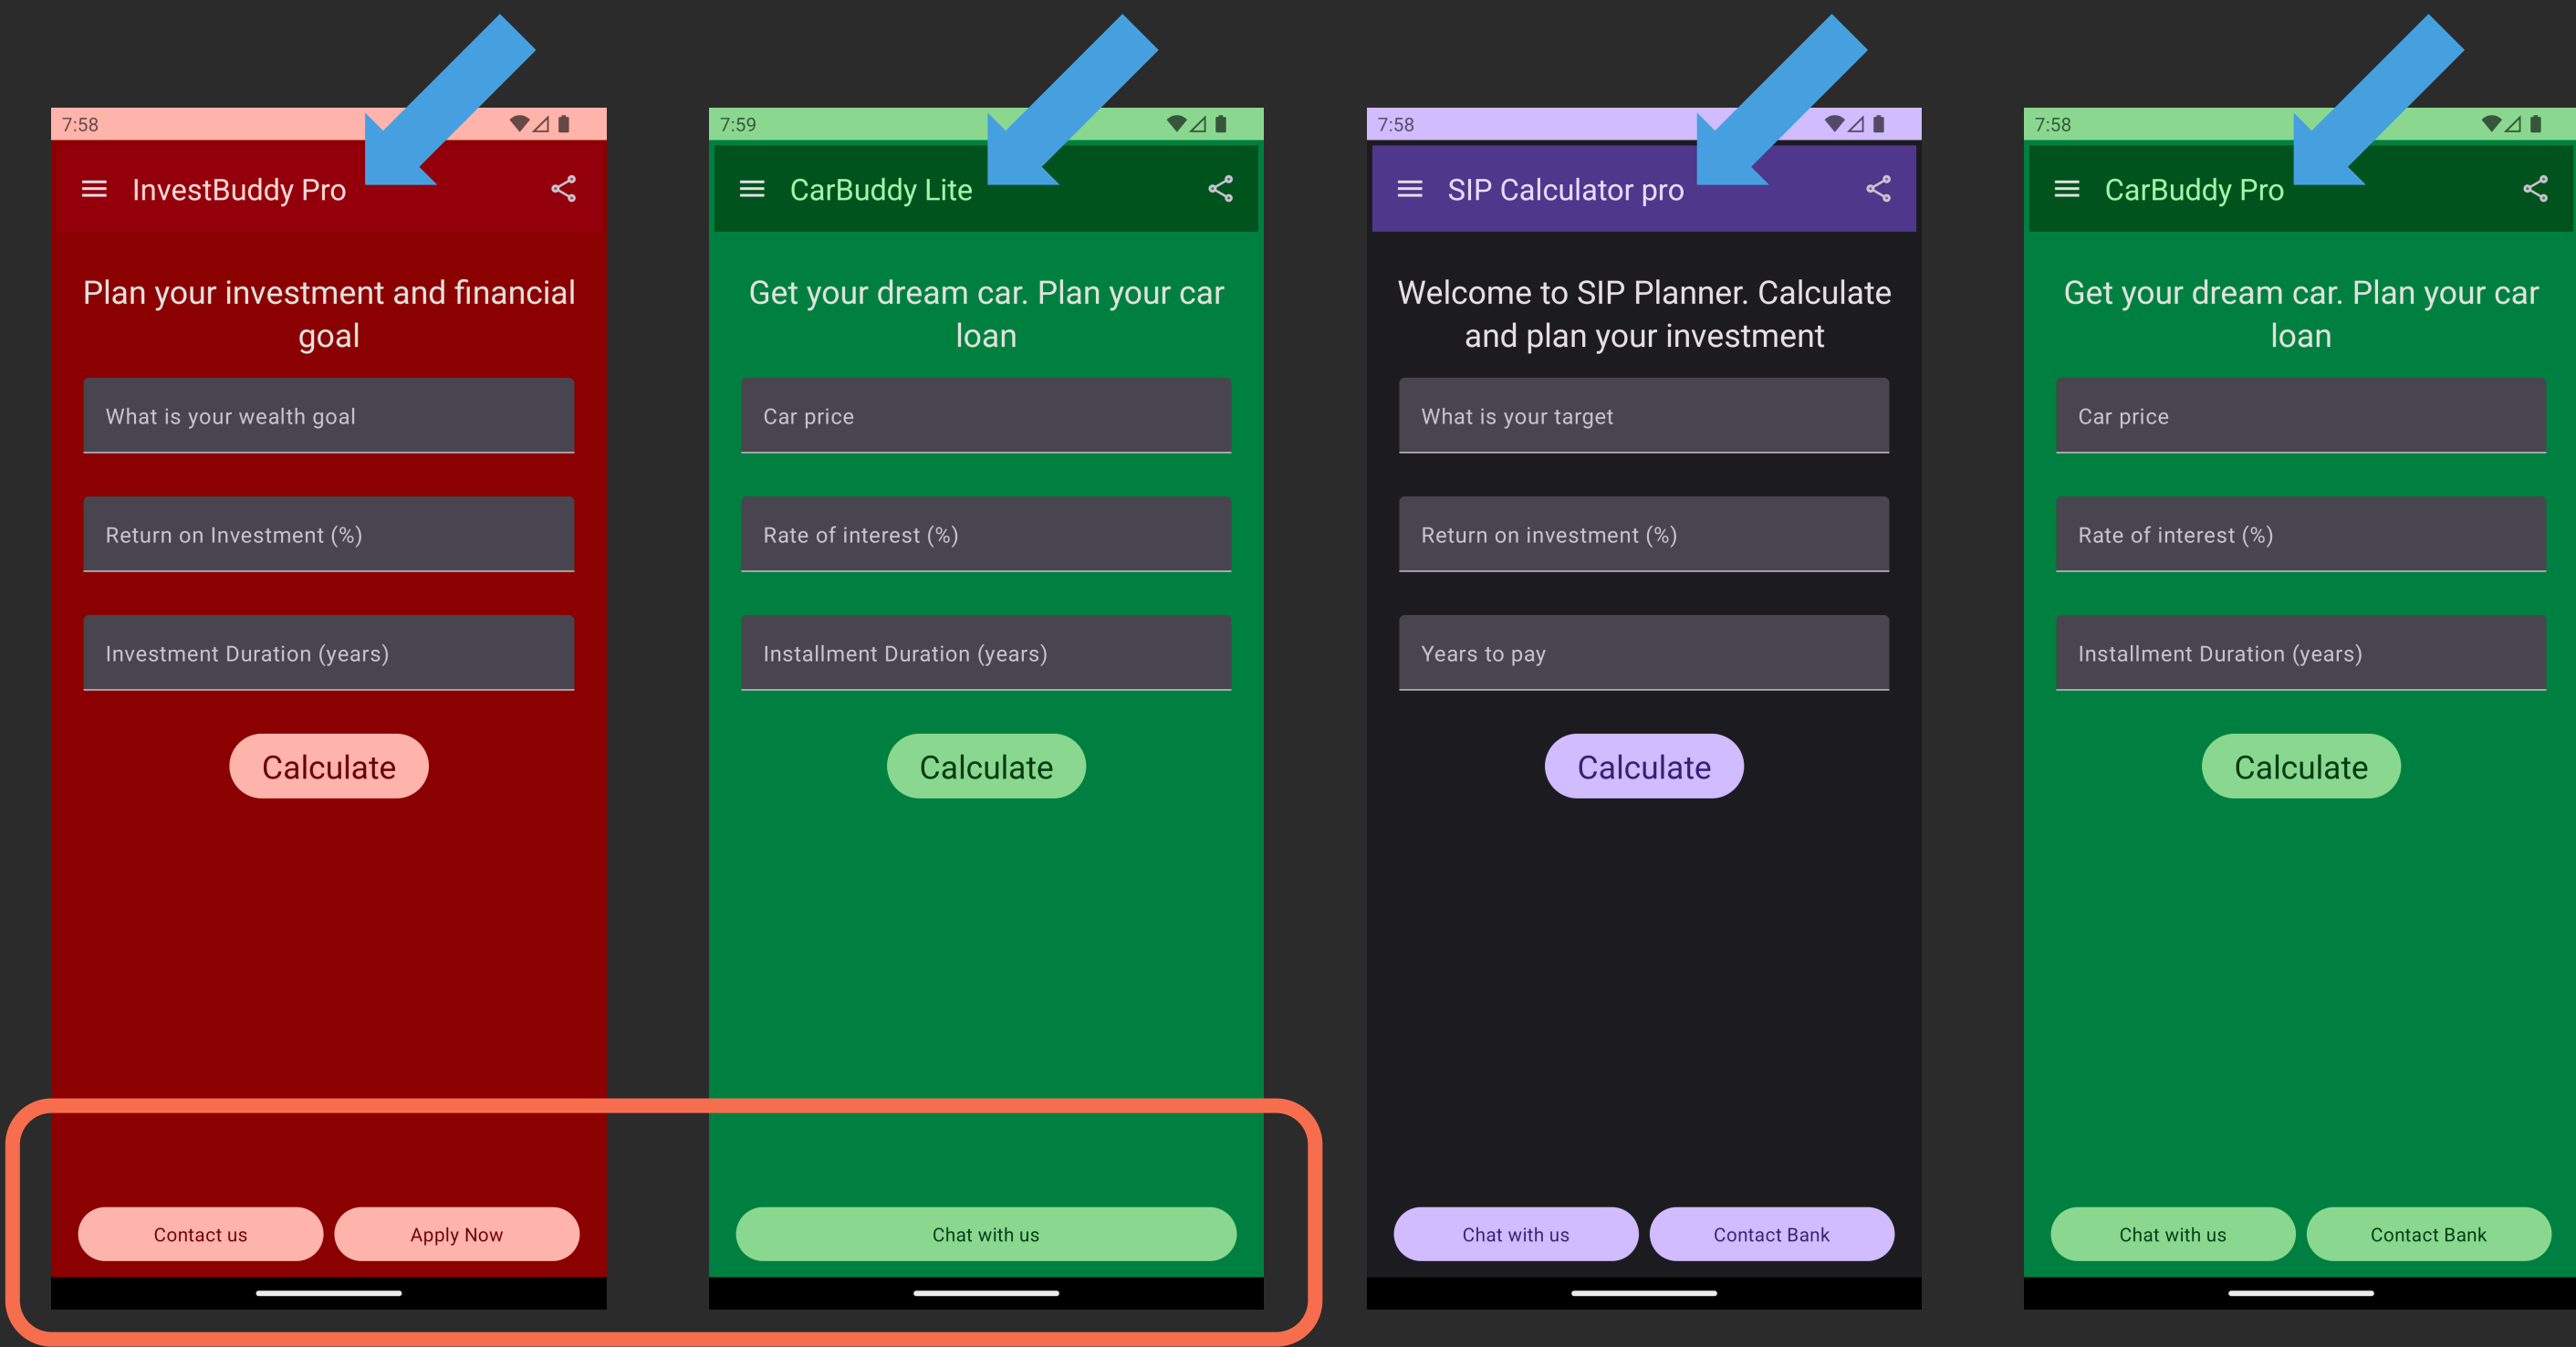 7:58
InvestBuddy Pro
Plan your investment and financial
goal
What is your wealth goal
Return on Investment (%)
Investment Duration (years)
Calculate
Contact us
Apply Now
7:59
CarBuddy Lite
Get your dream car. Plan your car
loan
Car price
Rate of interest (%)
Installment Duration (years)
Calculate
Chat with us
7:58
SIP Calculator pro
Welcome to SIP Planner. Calculate
and plan your investment
What is your target
Return on investment (%)
Years to pay
Calculate
Chat with us
Contact Bank
7:58
CarBuddy Pro
Get your dream car. Plan your car
loan
Car price
Rate of interest (%)
Installment Duration (years)
Calculate
Chat with us
Contact Bank